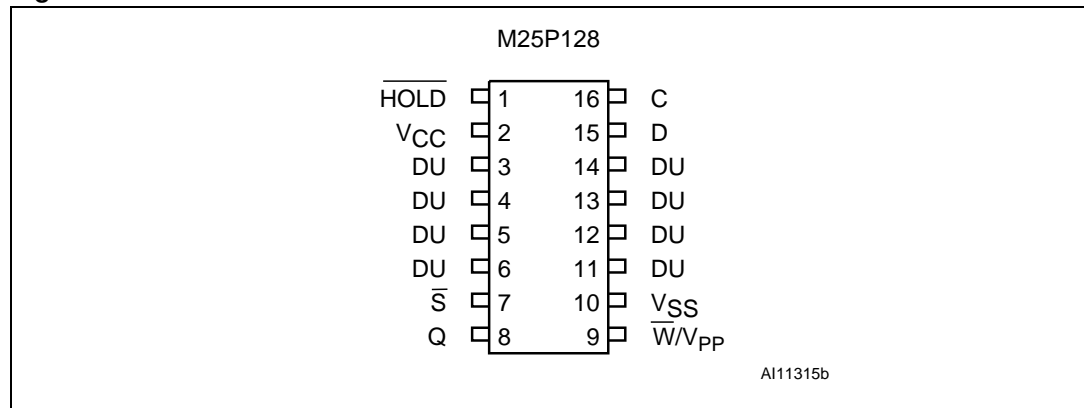 M25P128
HOLD 1 16 C
VCC 2 15 D
DU 3 14 DU
DU 4 13 DU
DU 5 12 DU
DU 6 11 DU
S 7 10 VSS
Q 8 9 W/VPP
AI11315b